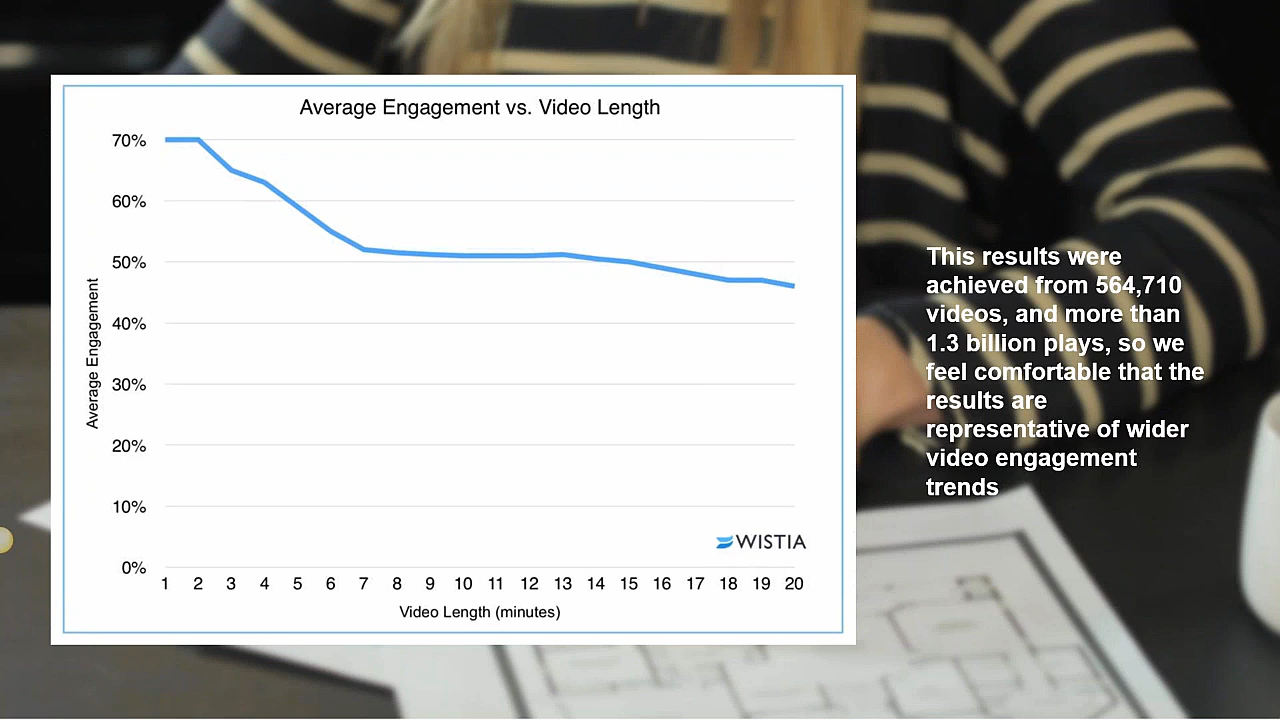 Average Engagement vs. Video Length
70%
60%
50%
40%
30%
20%
10%
0%
Average Engagement
1 2 3 4 5 6 7 8 9 10 11 12 13 14 15 16 17 18 19 20
Video Length (minutes)
WISTIA
This results were
achieved from 564,710
videos, and more than
1.3 billion plays, so we
feel comfortable that the
results are
representative of wider
video engagement
trends